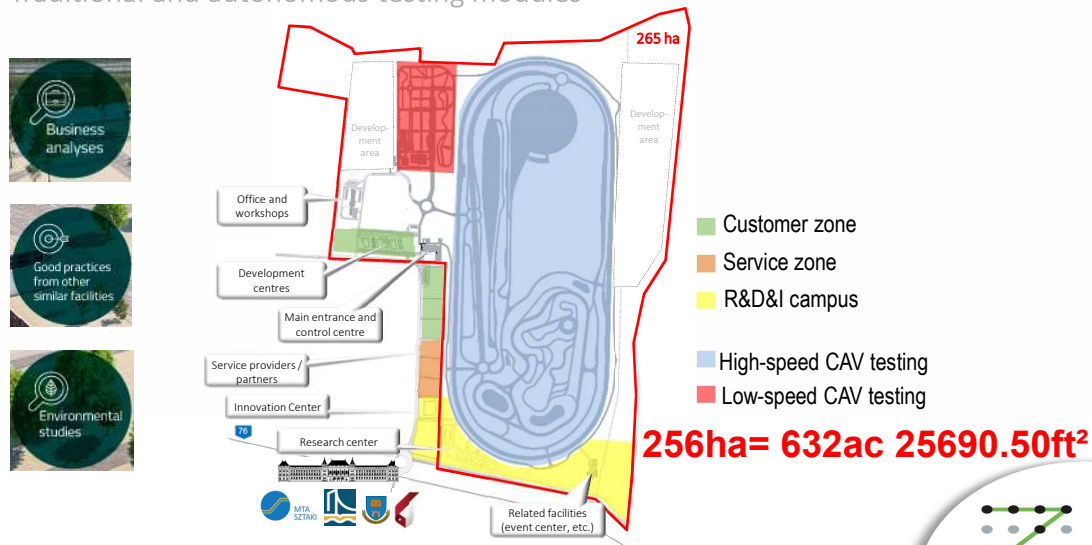 Traditional and autonomous testing modules
265 ha
Business
analyses
Develop-
ment
area
Develop-
ment
area
Office and
workshops
Good practices
from other
similar facilities
Development
centres
Main entrance and
control centre
Service providers /
partners
Innovation Center
76
Research center
Environmental
studies
MTA
SZTAKI
Related facilities
(event center, etc.)
Customer zone
Service zone
R&D&I campus
High-speed CAV testing
Low-speed CAV testing
256ha= 632ac 25690.50ft²